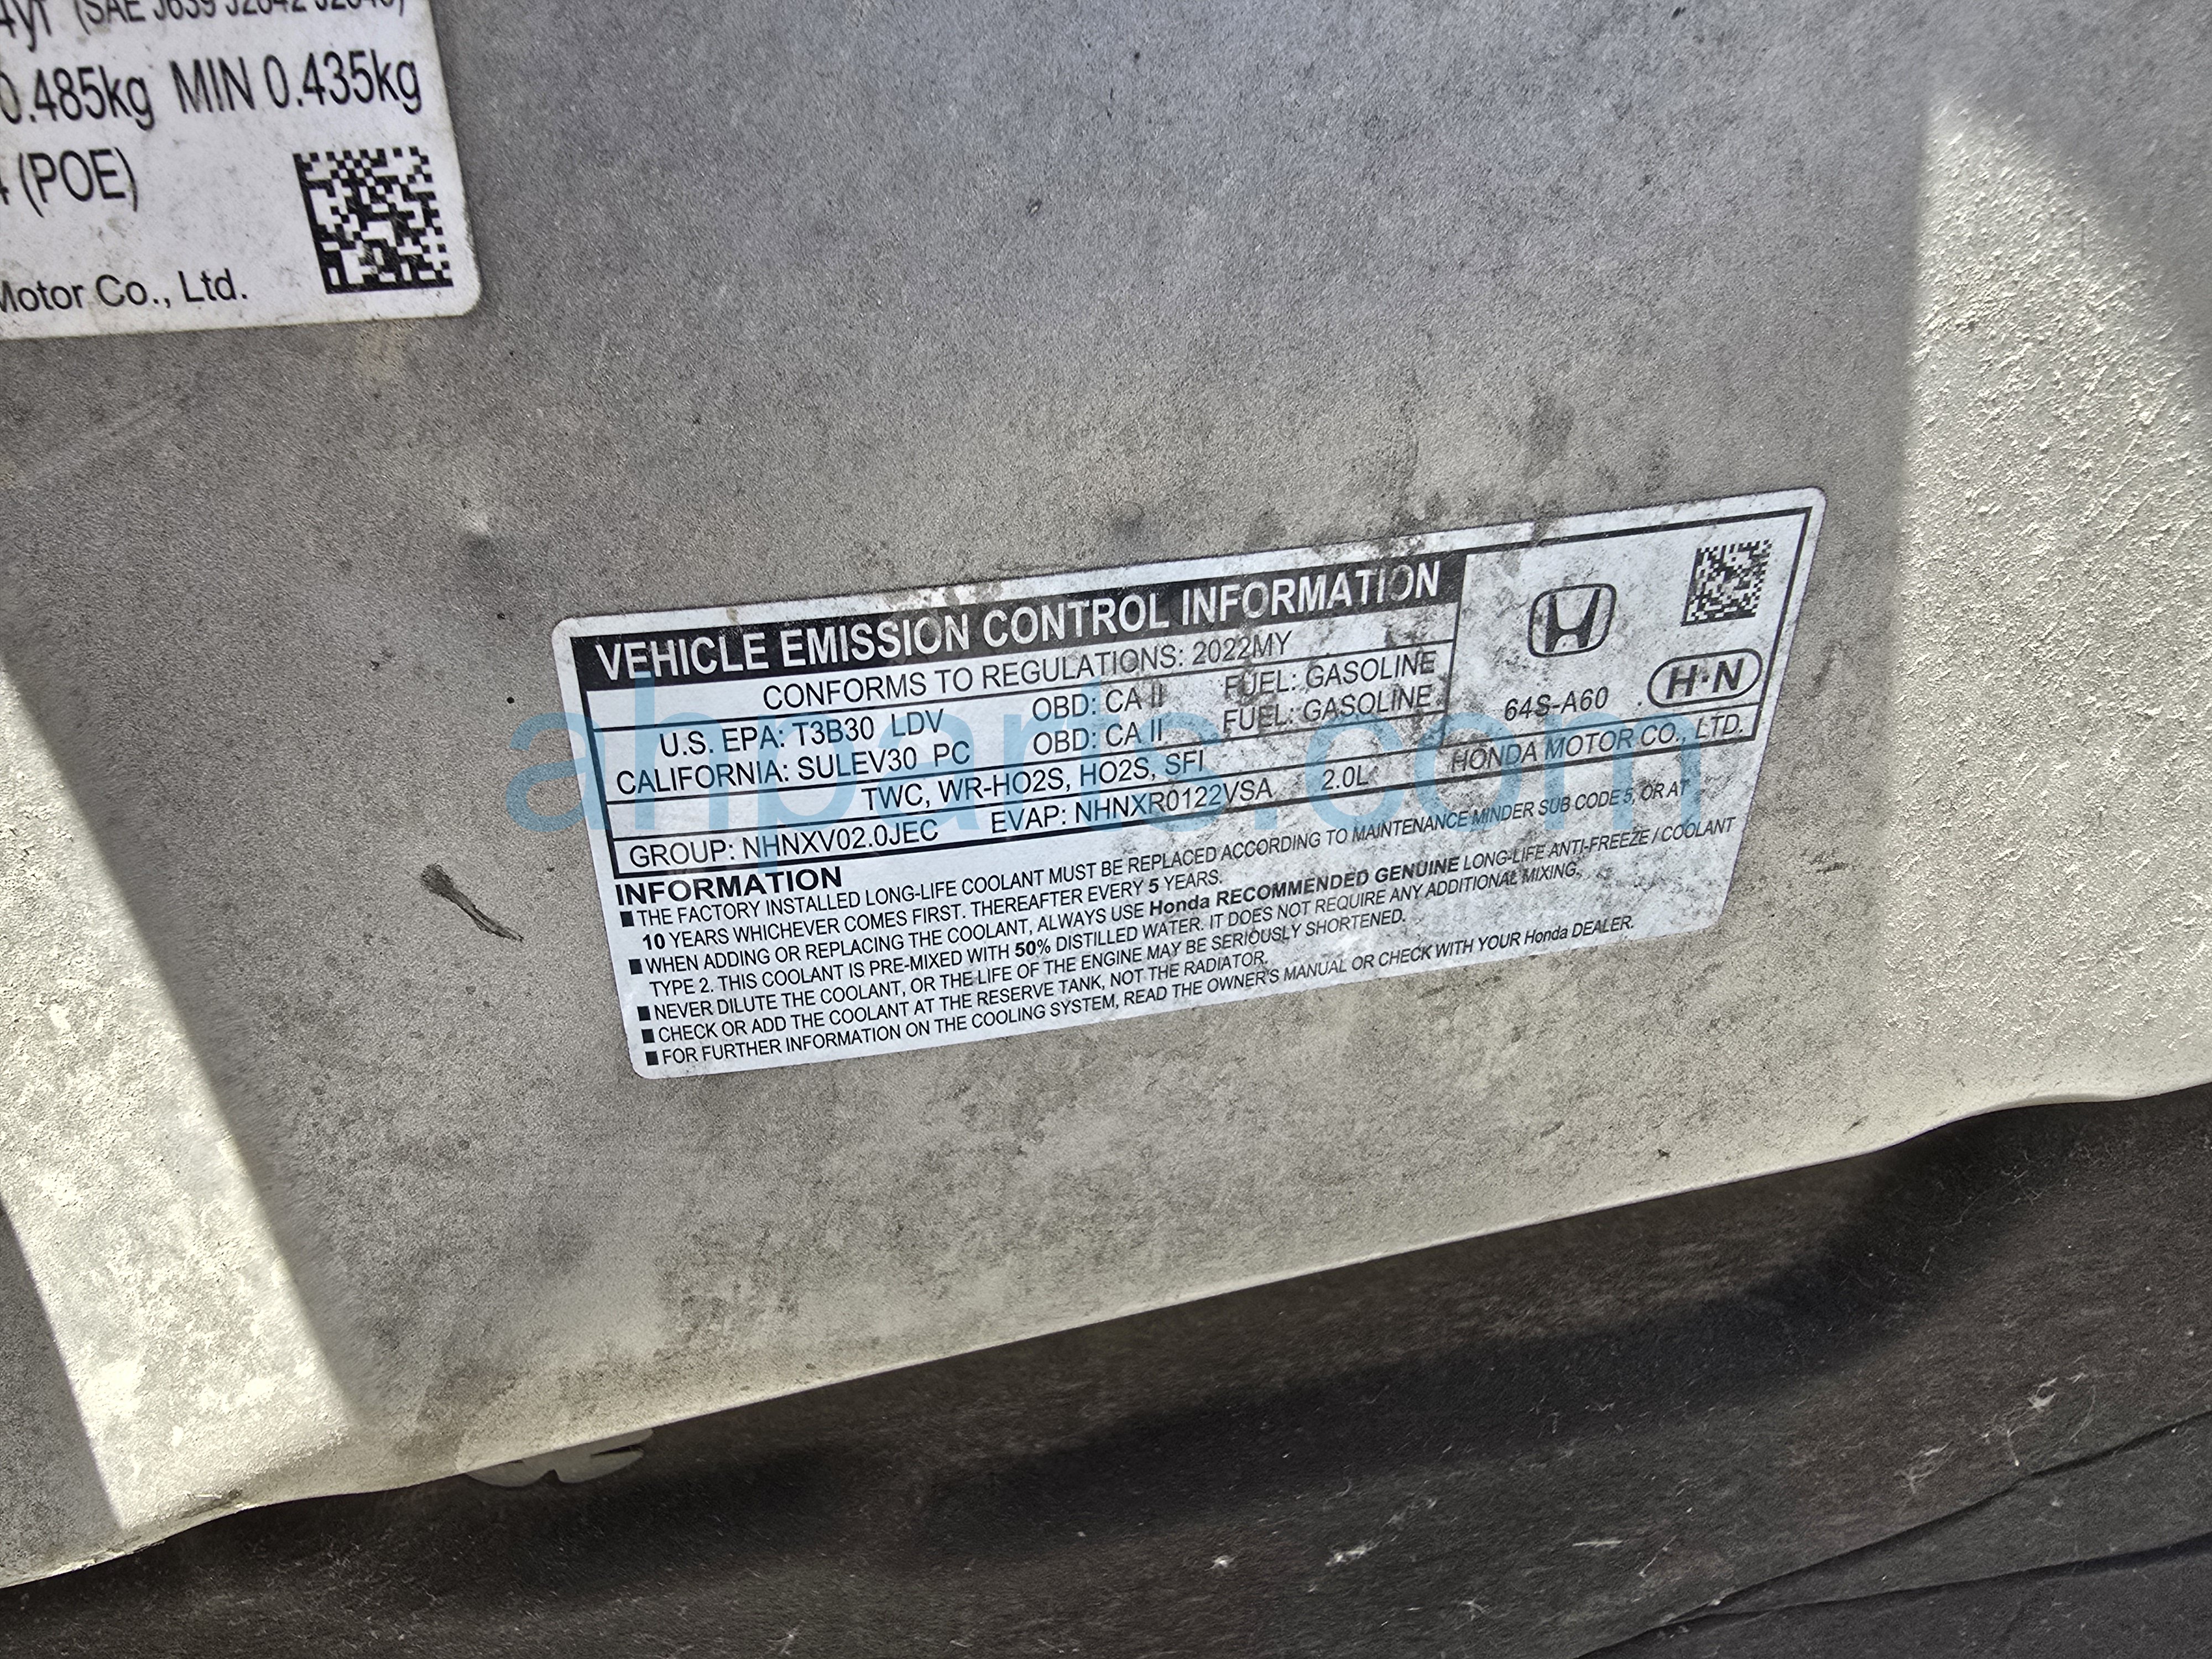 (SAE J639 J2842 J2845)
0.485kg MIN 0.435kg
(POE)
Motor Co., Ltd.
VEHICLE EMISSION CONTROL INFORMATION
CONFORMS TO REGULATIONS: 2022MY
U.S. EPA: T3B30 LDV OBD: CA II FUEL: GASOLINE
CALIFORNIA: SULEV30 PC OBD: CA II FUEL: GASOLINE
TWC, WR-HO2S, HO2S, SFI
GROUP: NHNXV02.0JEC EVAP: NHNXR0122VSA 2.0L
64S-A60
H·N
HONDA MOTOR CO., LTD.
INFORMATION
■ THE FACTORY INSTALLED LONG-LIFE COOLANT MUST BE REPLACED ACCORDING TO MAINTENANCE MINDER SUB CODE 5, OR AT
10 YEARS WHICHEVER COMES FIRST. THEREAFTER EVERY 5 YEARS.
■ WHEN ADDING OR REPLACING THE COOLANT, ALWAYS USE Honda RECOMMENDED GENUINE LONG-LIFE ANTI-FREEZE / COOLANT
TYPE 2. THIS COOLANT IS PRE-MIXED WITH 50% DISTILLED WATER. IT DOES NOT REQUIRE ANY ADDITIONAL MIXING.
■ NEVER DILUTE THE COOLANT, OR THE LIFE OF THE ENGINE MAY BE SERIOUSLY SHORTENED.
■ CHECK OR ADD THE COOLANT AT THE RESERVE TANK, NOT THE RADIATOR.
■ FOR FURTHER INFORMATION ON THE COOLING SYSTEM, READ THE OWNER'S MANUAL OR CHECK WITH YOUR Honda DEALER.
ahparts.com